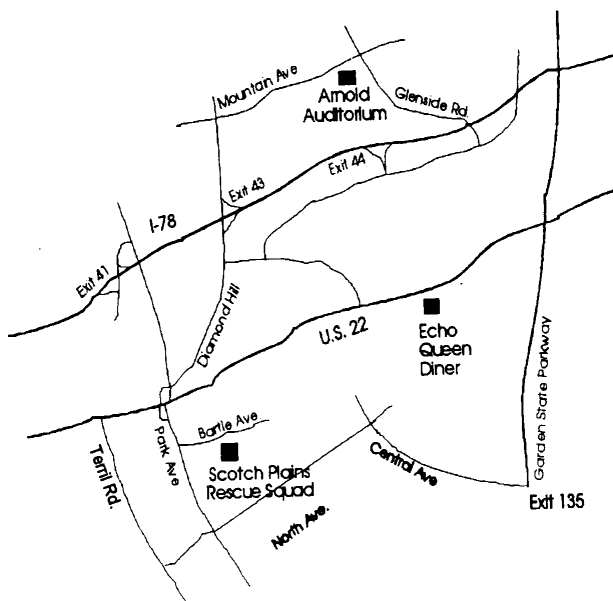 Mountain Ave
Arnold
Auditorium
Glenside Rd.
Exit 44
Exit 43
I-78
Exit 41
Diamond Hill
U.S. 22
Echo
Queen
Diner
Garden State Parkway
Bartle Ave
Park Ave
Terril Rd.
Scotch Plains
Rescue Squad
Central Ave
North Ave.
Exit 135